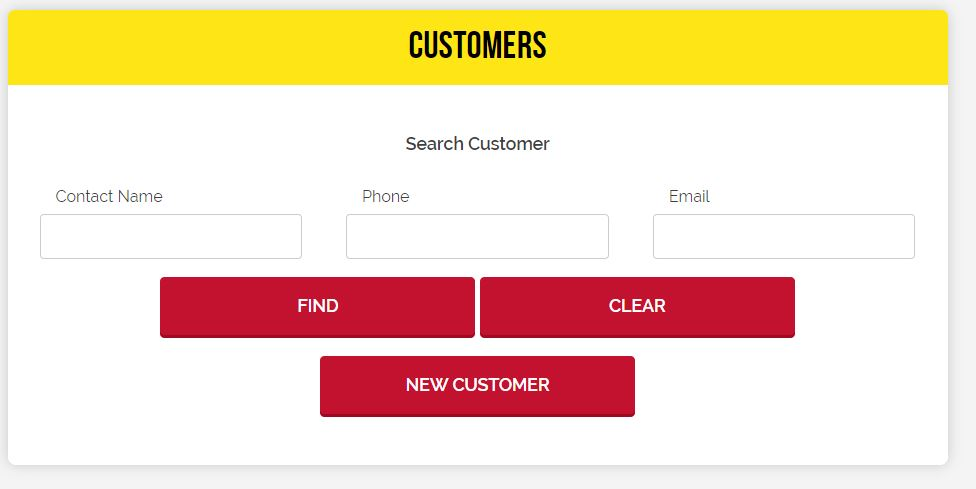 CUSTOMERS
Search Customer
Contact Name Phone Email
FIND CLEAR
NEW CUSTOMER